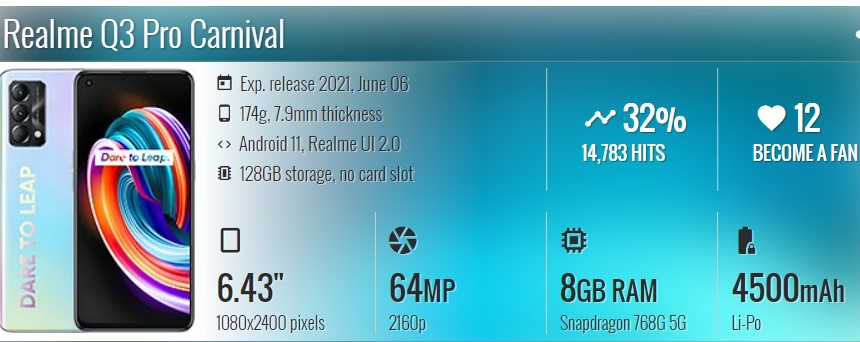 Realme Q3 Pro Carnival
Exp. release 2021, June 06
174g, 7.9mm thickness
Android 11, Realme UI 2.0
128GB storage, no card slot
32%
14,783 HITS
12
BECOME A FAN
DARE TO LEAP
Dare to Leap.
6.43"
1080x2400 pixels
64MP
2160p
8GB RAM
Snapdragon 768G 5G
4500mAh
Li-Po